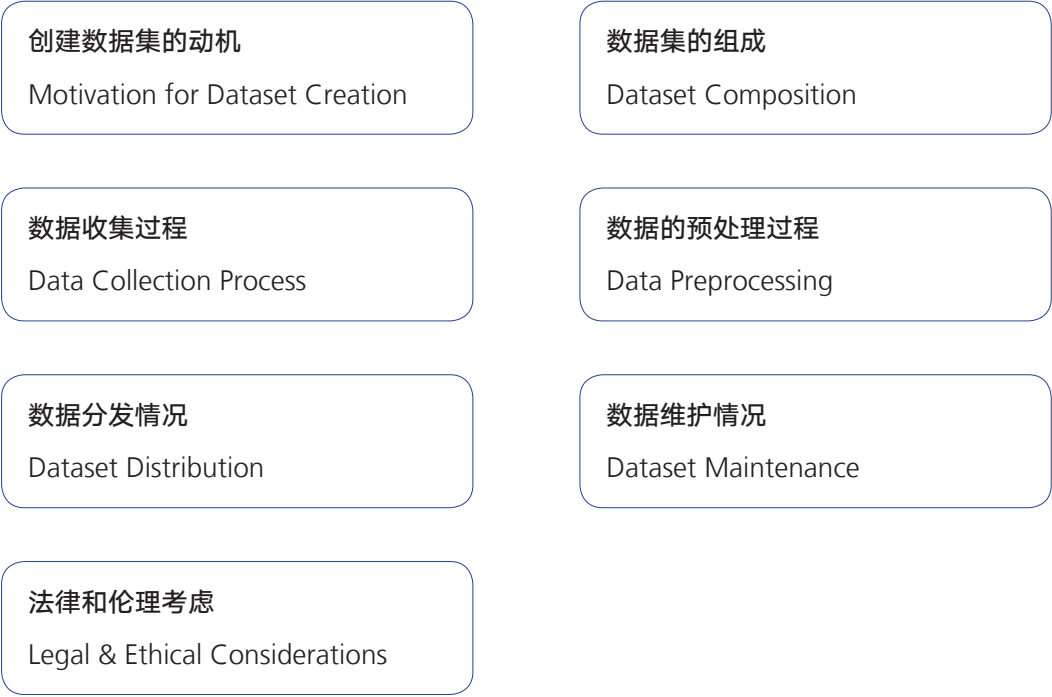 创建数据集的动机
Motivation for Dataset Creation
数据集的组成
Dataset Composition
数据收集过程
Data Collection Process
数据的预处理过程
Data Preprocessing
数据分发情况
Dataset Distribution
数据维护情况
Dataset Maintenance
法律和伦理考虑
Legal & Ethical Considerations